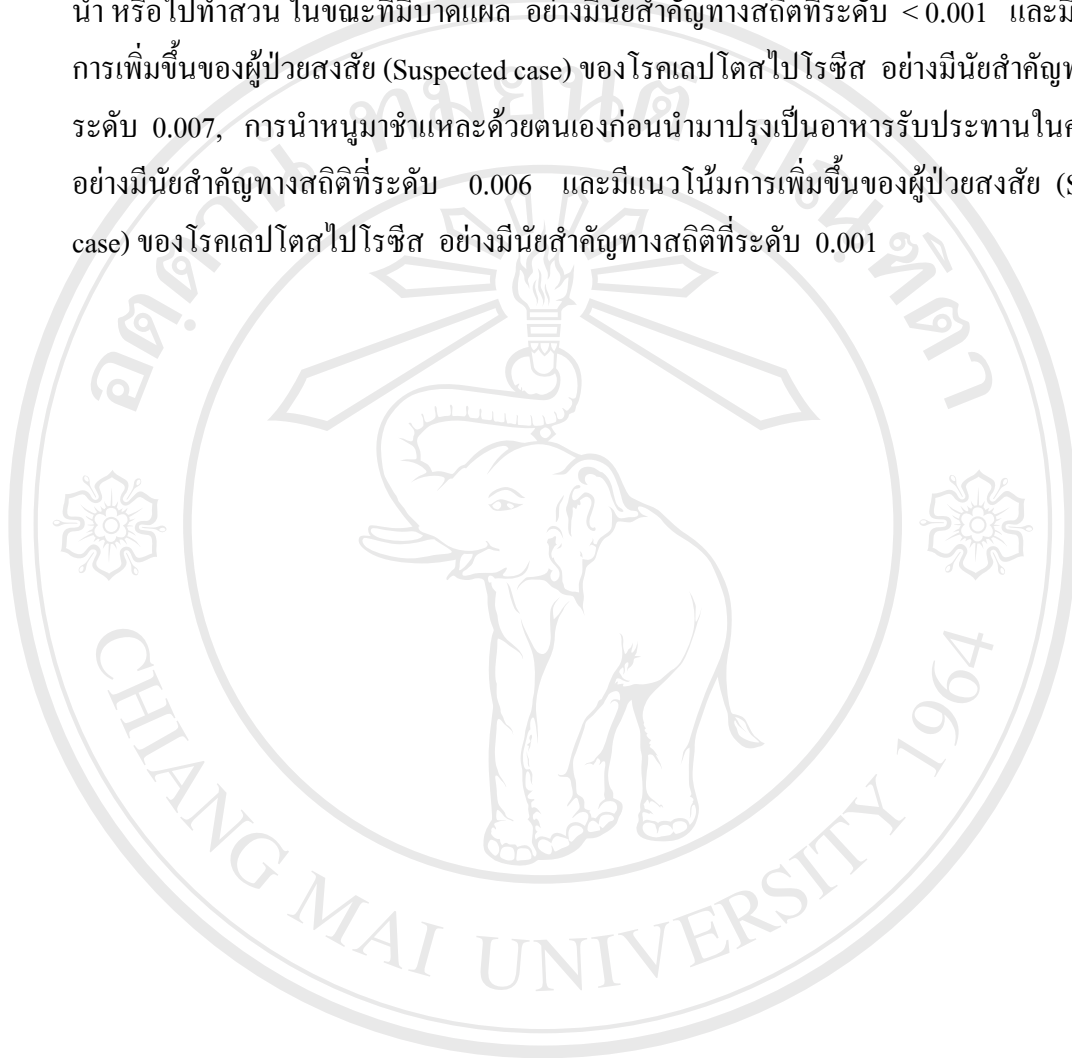 น้ำ หรือไปทำสวน ในขณะที่มีบาดแผล อย่างมีนัยสำคัญทางสถิติที่ระดับ < 0.001 และมี
การเพิ่มขึ้นของผู้ป่วยสงสัย (Suspected case) ของโรคเลปโตสไปโรซีส อย่างมีนัยสำคัญ
ระดับ 0.007, การนำหนูมาชำแหละด้วยตนเองก่อนนำมาปรุงเป็นอาหารรับประทานใน
อย่างมีนัยสำคัญทางสถิติที่ระดับ 0.006 และมีแนวโน้มการเพิ่มขึ้นของผู้ป่วยสงสัย
case) ของโรคเลปโตสไปโรซีส อย่างมีนัยสำคัญทางสถิติที่ระดับ 0.001
CHIANG MAI UNIVERSITY 1964